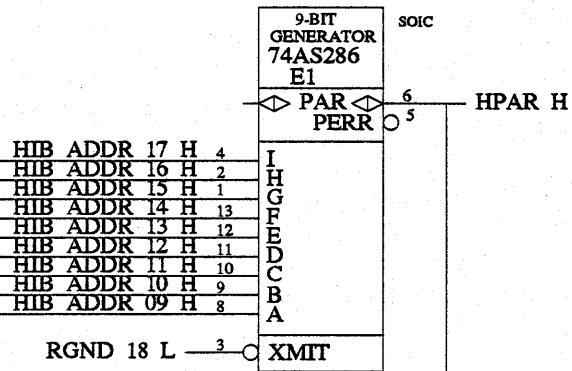 9-BIT
GENERATOR
74AS286
E1
SOIC
PAR 6 HPAR H
PERR 5
HIB ADDR 17 H 4 I
HIB ADDR 16 H 2 H
HIB ADDR 15 H 1 G
HIB ADDR 14 H 13 F
HIB ADDR 13 H 12 E
HIB ADDR 12 H 11 D
HIB ADDR 11 H 10 C
HIB ADDR 10 H 9 B
HIB ADDR 09 H 8 A
RGND 18 L 3 XMIT